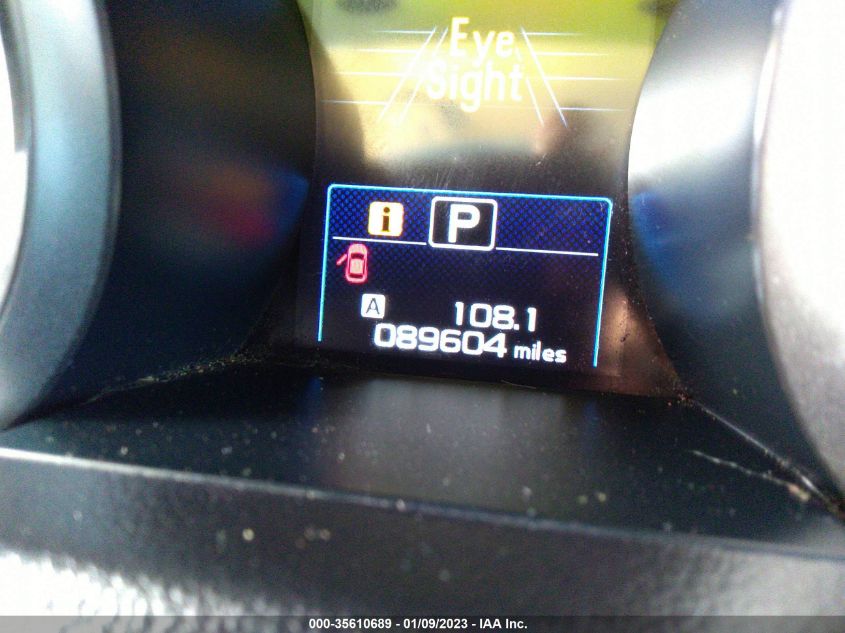 Eye
Sight
i P
A 108.1
089604 miles
000-35610689 - 01/09/2023 - IAA Inc.